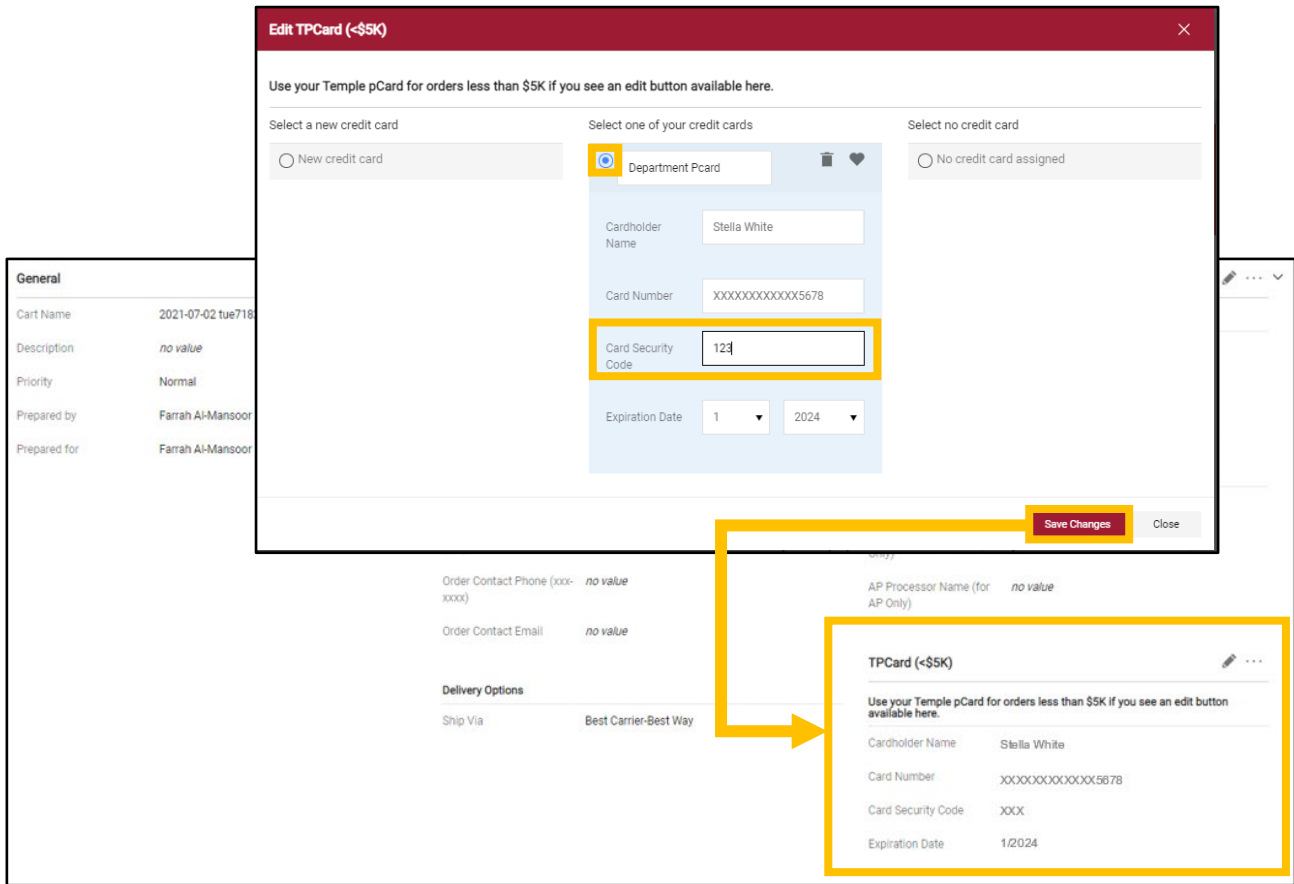 Edit TPCard (<$5K)
Use your Temple pCard for orders less than $5K if you see an edit button available here.
Select a new credit card
New credit card
Select one of your credit cards
Department Pcard
Cardholder
Name
Stella White
Card Number
XXXXXXXXXXXX5678
Card Security
Code
123
Expiration Date
1
2024
Select no credit card
No credit card assigned
Save Changes
Close
General
Cart Name
2021-07-02 tue718
Description
no value
Priority
Normal
Prepared by
Farrah Al-Mansoor
Prepared for
Farrah Al-Mansoor
Order Contact Phone (xxx-
xxxx)
no value
Order Contact Email
no value
Delivery Options
Ship Via
Best Carrier-Best Way
Only)
AP Processor Name (for
AP Only)
no value
TPCard (<$5K)
Use your Temple pCard for orders less than $5K if you see an edit button
available here.
Cardholder Name
Stella White
Card Number
XXXXXXXXXXXX5678
Card Security Code
XXX
Expiration Date
1/2024